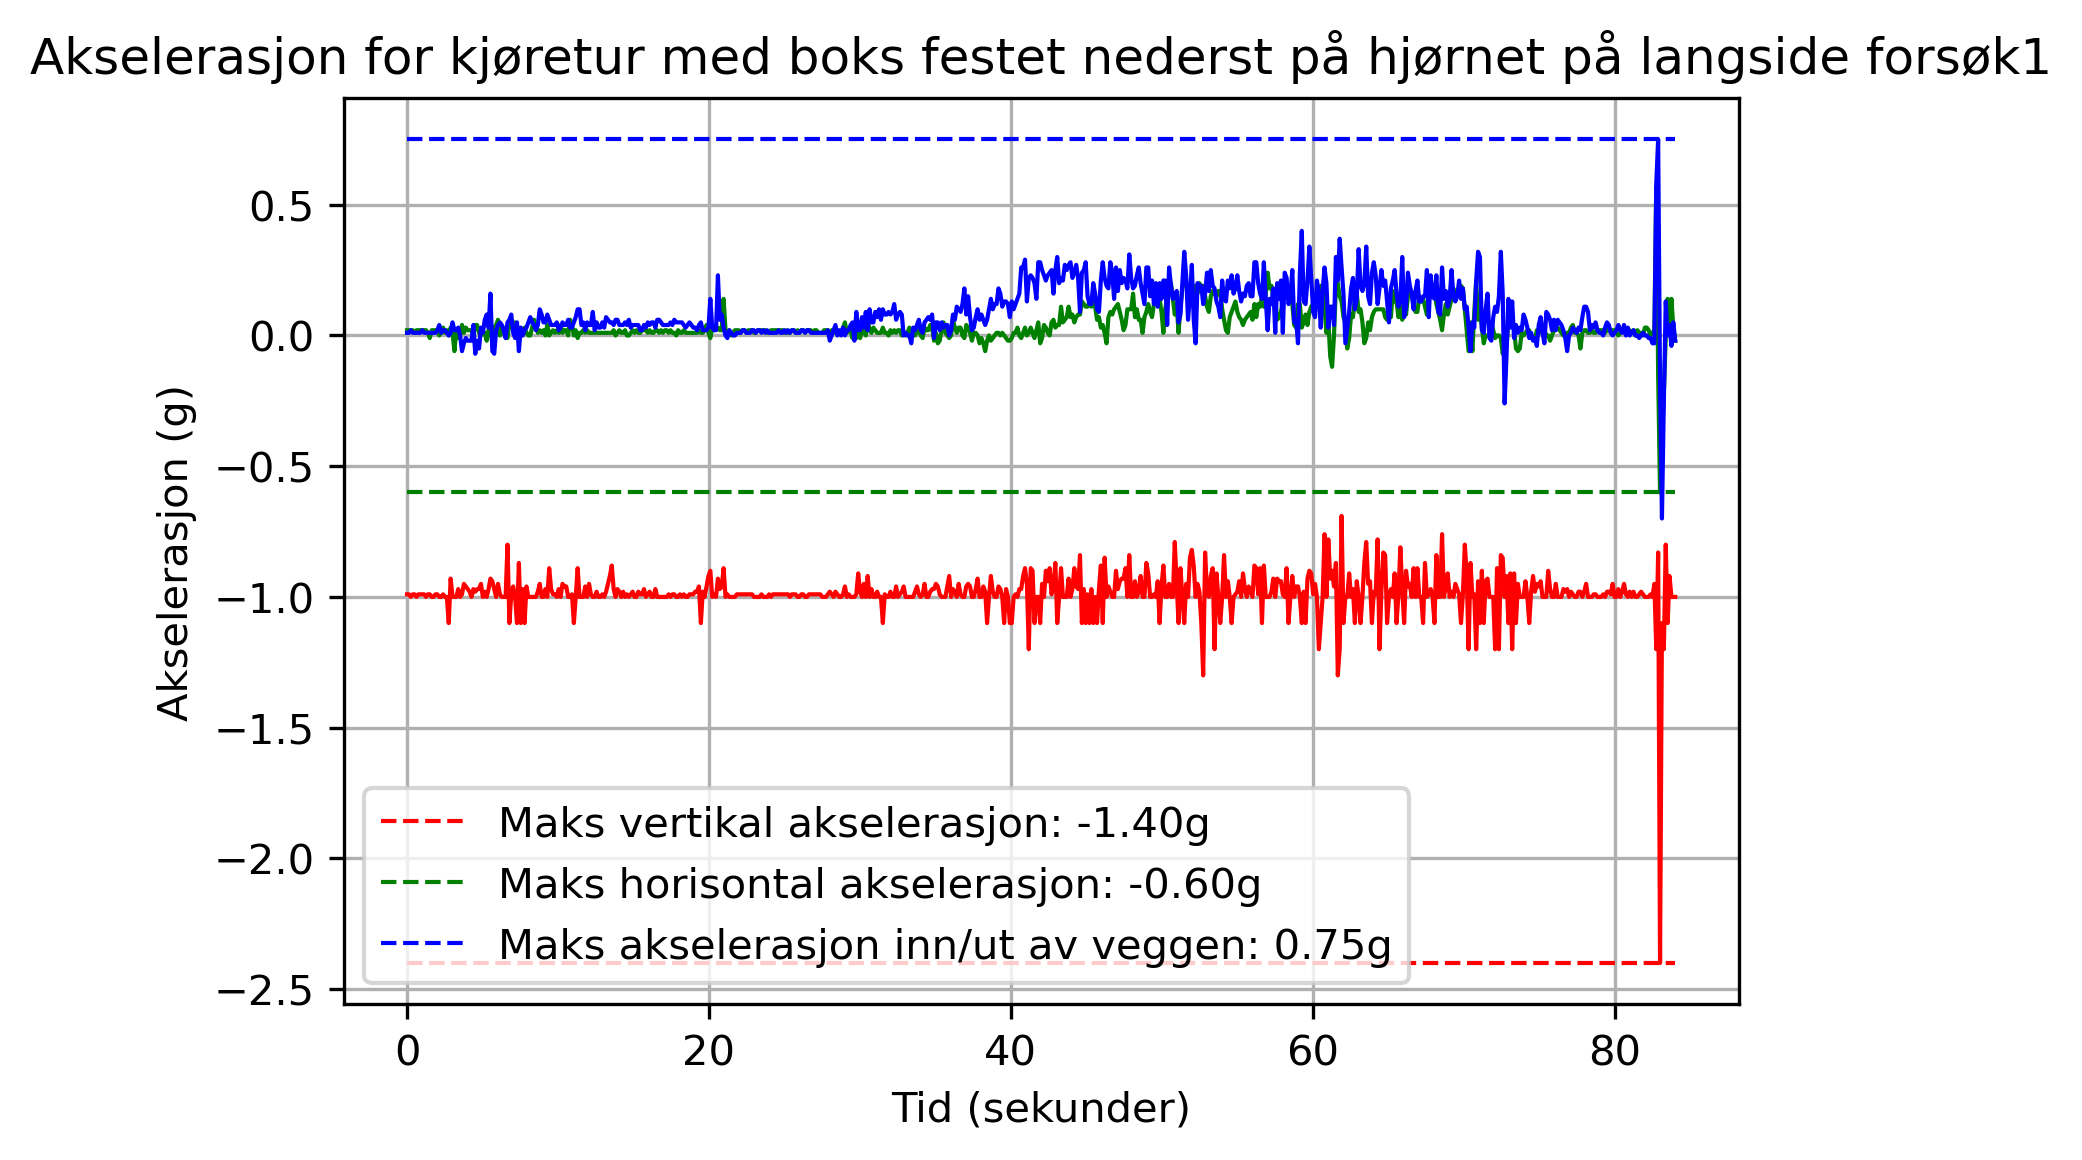 Akselerasjon for kjøretur med boks festet nederst på hjørnet på langside forsøk1
Akselerasjon (g)
0.5
0.0
−0.5
−1.0
−1.5
−2.0
−2.5
Maks vertikal akselerasjon: -1.40g
Maks horisontal akselerasjon: -0.60g
Maks akselerasjon inn/ut av veggen: 0.75g
0 20 40 60 80
Tid (sekunder)